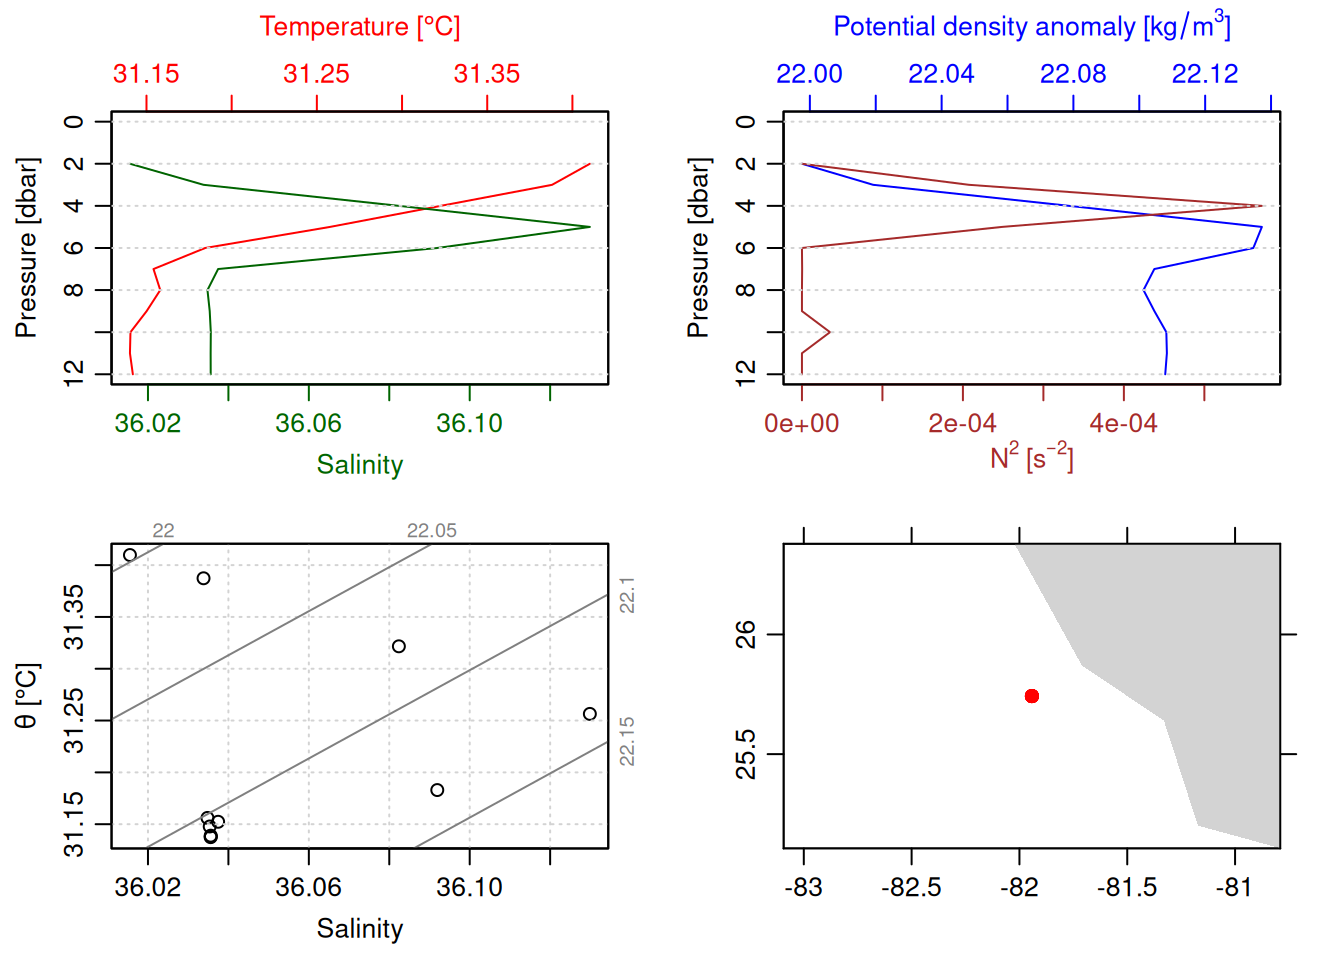 Temperature [°C]
31.15 31.25 31.35
Pressure [dbar]
0
2
4
6
8
12
36.02 36.06 36.10
Salinity
Potential density anomaly [kg/m³]
22.00 22.04 22.08 22.12
Pressure [dbar]
0
2
4
6
8
12
0e+00 2e-04 4e-04
N² [s⁻²]
22 22.05
22.1
22.15
θ [°C]
31.35
31.25
31.15
36.02 36.06 36.10
Salinity
26
25.5
-83 -82.5 -82 -81.5 -81